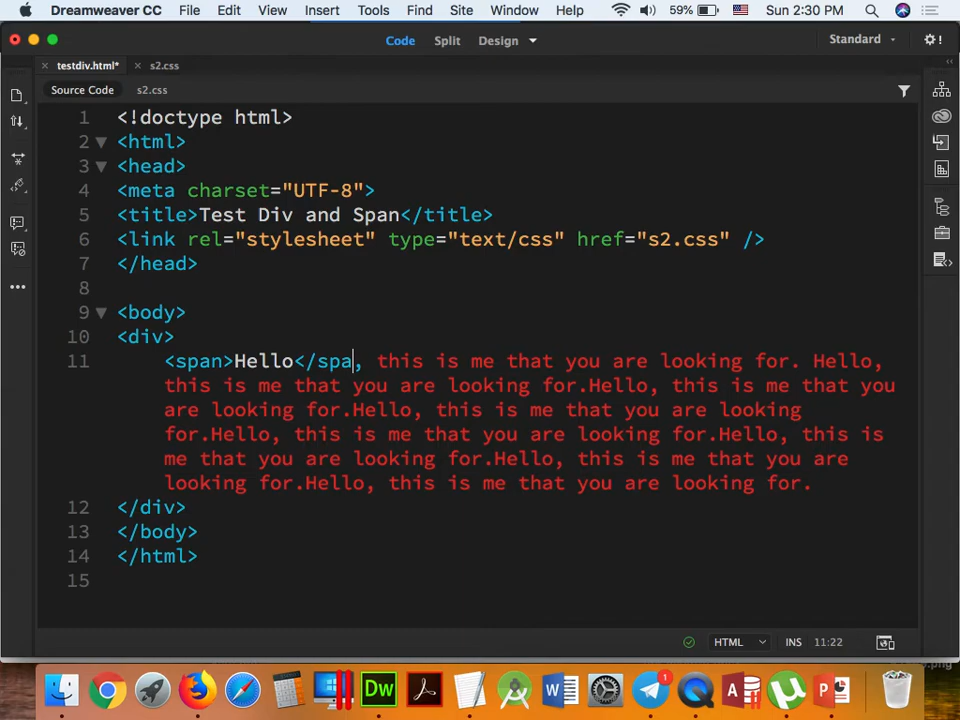 Dreamweaver CC File Edit View Insert Tools Find Site Window Help 59% Sun 2:30 PM
Code Split Design Standard
testdiv.html* s2.css
Source Code s2.css
1 <!doctype html>
2 <html>
3 <head>
4 <meta charset="UTF-8">
5 <title>Test Div and Span</title>
6 <link rel="stylesheet" type="text/css" href="s2.css" />
7 </head>
8
9 <body>
10 <div>
11 <span>Hello</spa, this is me that you are looking for. Hello,
this is me that you are looking for.Hello, this is me that you
are looking for.Hello, this is me that you are looking
for.Hello, this is me that you are looking for.Hello, this is
me that you are looking for.Hello, this is me that you are
looking for.Hello, this is me that you are looking for.
12 </div>
13 </body>
14 </html>
15
HTML INS 11:22
Dw W 1 A P